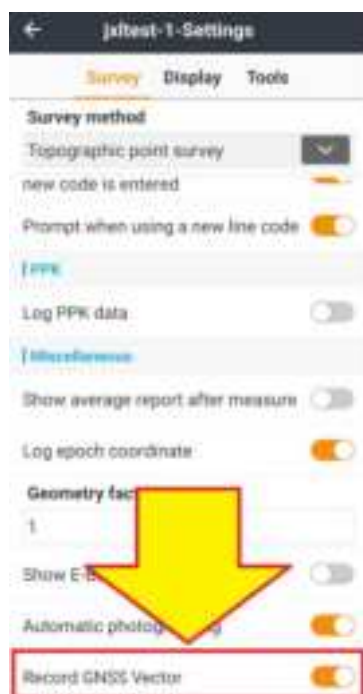 jxltest-1-Settings
Survey Display Tools
Survey method
Topographic point survey
new code is entered
Prompt when using a new line code
PPK
Log PPK data
Miscellaneous
Show average report after measure
Log epoch coordinate
Geometry
1
Show
Automatic
Record GNSS Vector